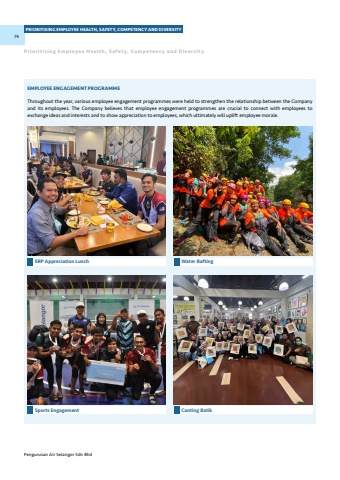 PRIORITISING EMPLOYEE HEALTH, SAFETY, COMPETENCY AND DIVERSITY
76
Prioritising Employee Health, Safety, Competency and Diversity
EMPLOYEE ENGAGEMENT PROGRAMME
Throughout the year, various employee engagement programmes were held to strengthen the relationship between the Company
and its employees. The Company believes that employee engagement programmes are crucial to connect with employees to
exchange ideas and interests and to show appreciation to employees, which ultimately will uplift employee morale.
ERP Appreciation Lunch
Water Rafting
Sports Engagement
Canting Batik
Pengurusan Air Selangor Sdn Bhd